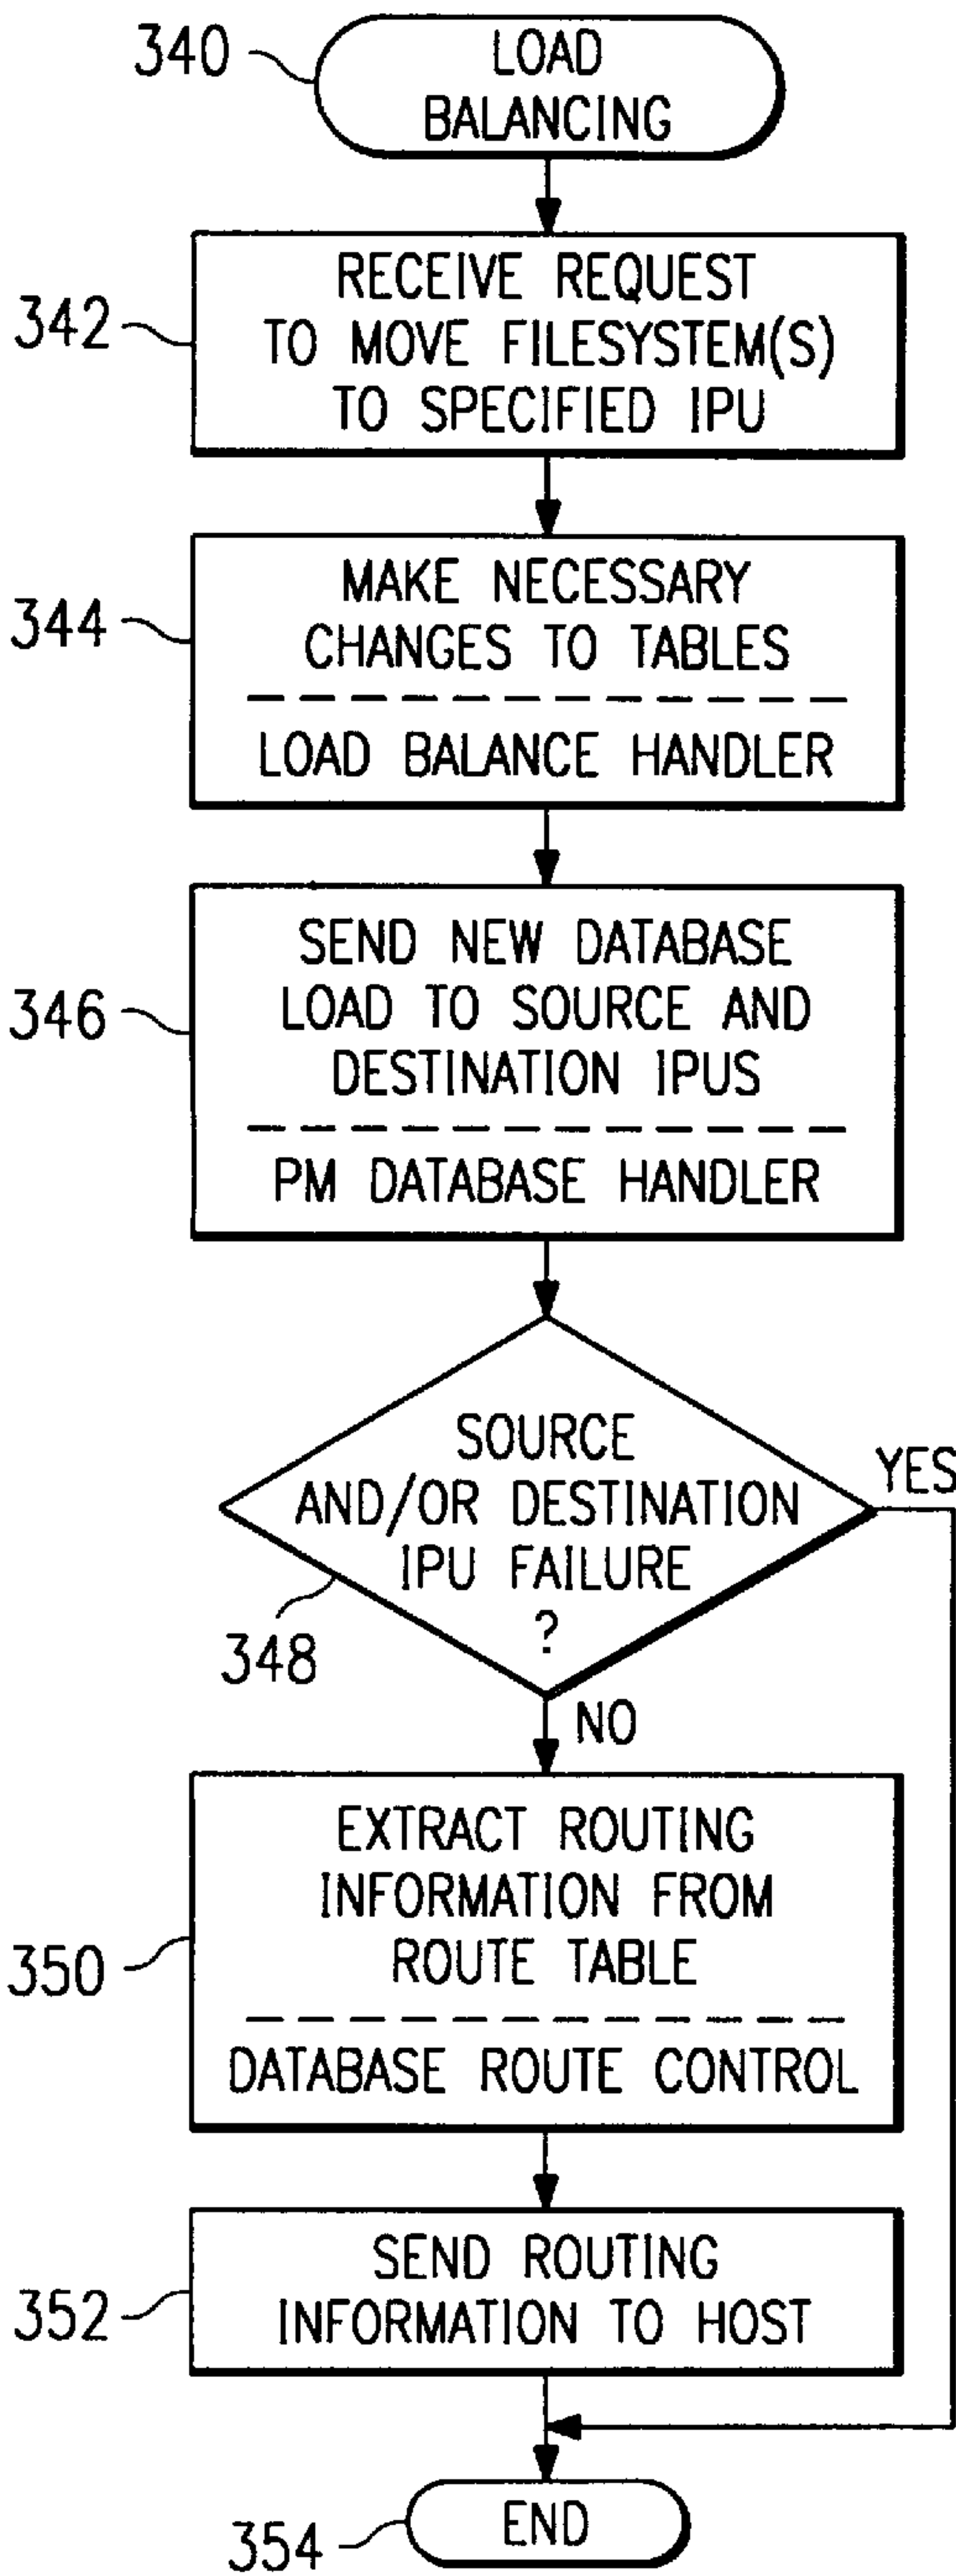 340
LOAD
BALANCING
342
RECEIVE REQUEST
TO MOVE FILESYSTEM(S)
TO SPECIFIED IPU
344
MAKE NECESSARY
CHANGES TO TABLES
LOAD BALANCE HANDLER
346
SEND NEW DATABASE
LOAD TO SOURCE AND
DESTINATION IPUS
PM DATABASE HANDLER
SOURCE
AND/OR DESTINATION
IPU FAILURE
?
YES
348
NO
350
EXTRACT ROUTING
INFORMATION FROM
ROUTE TABLE
DATABASE ROUTE CONTROL
352
SEND ROUTING
INFORMATION TO HOST
354
END